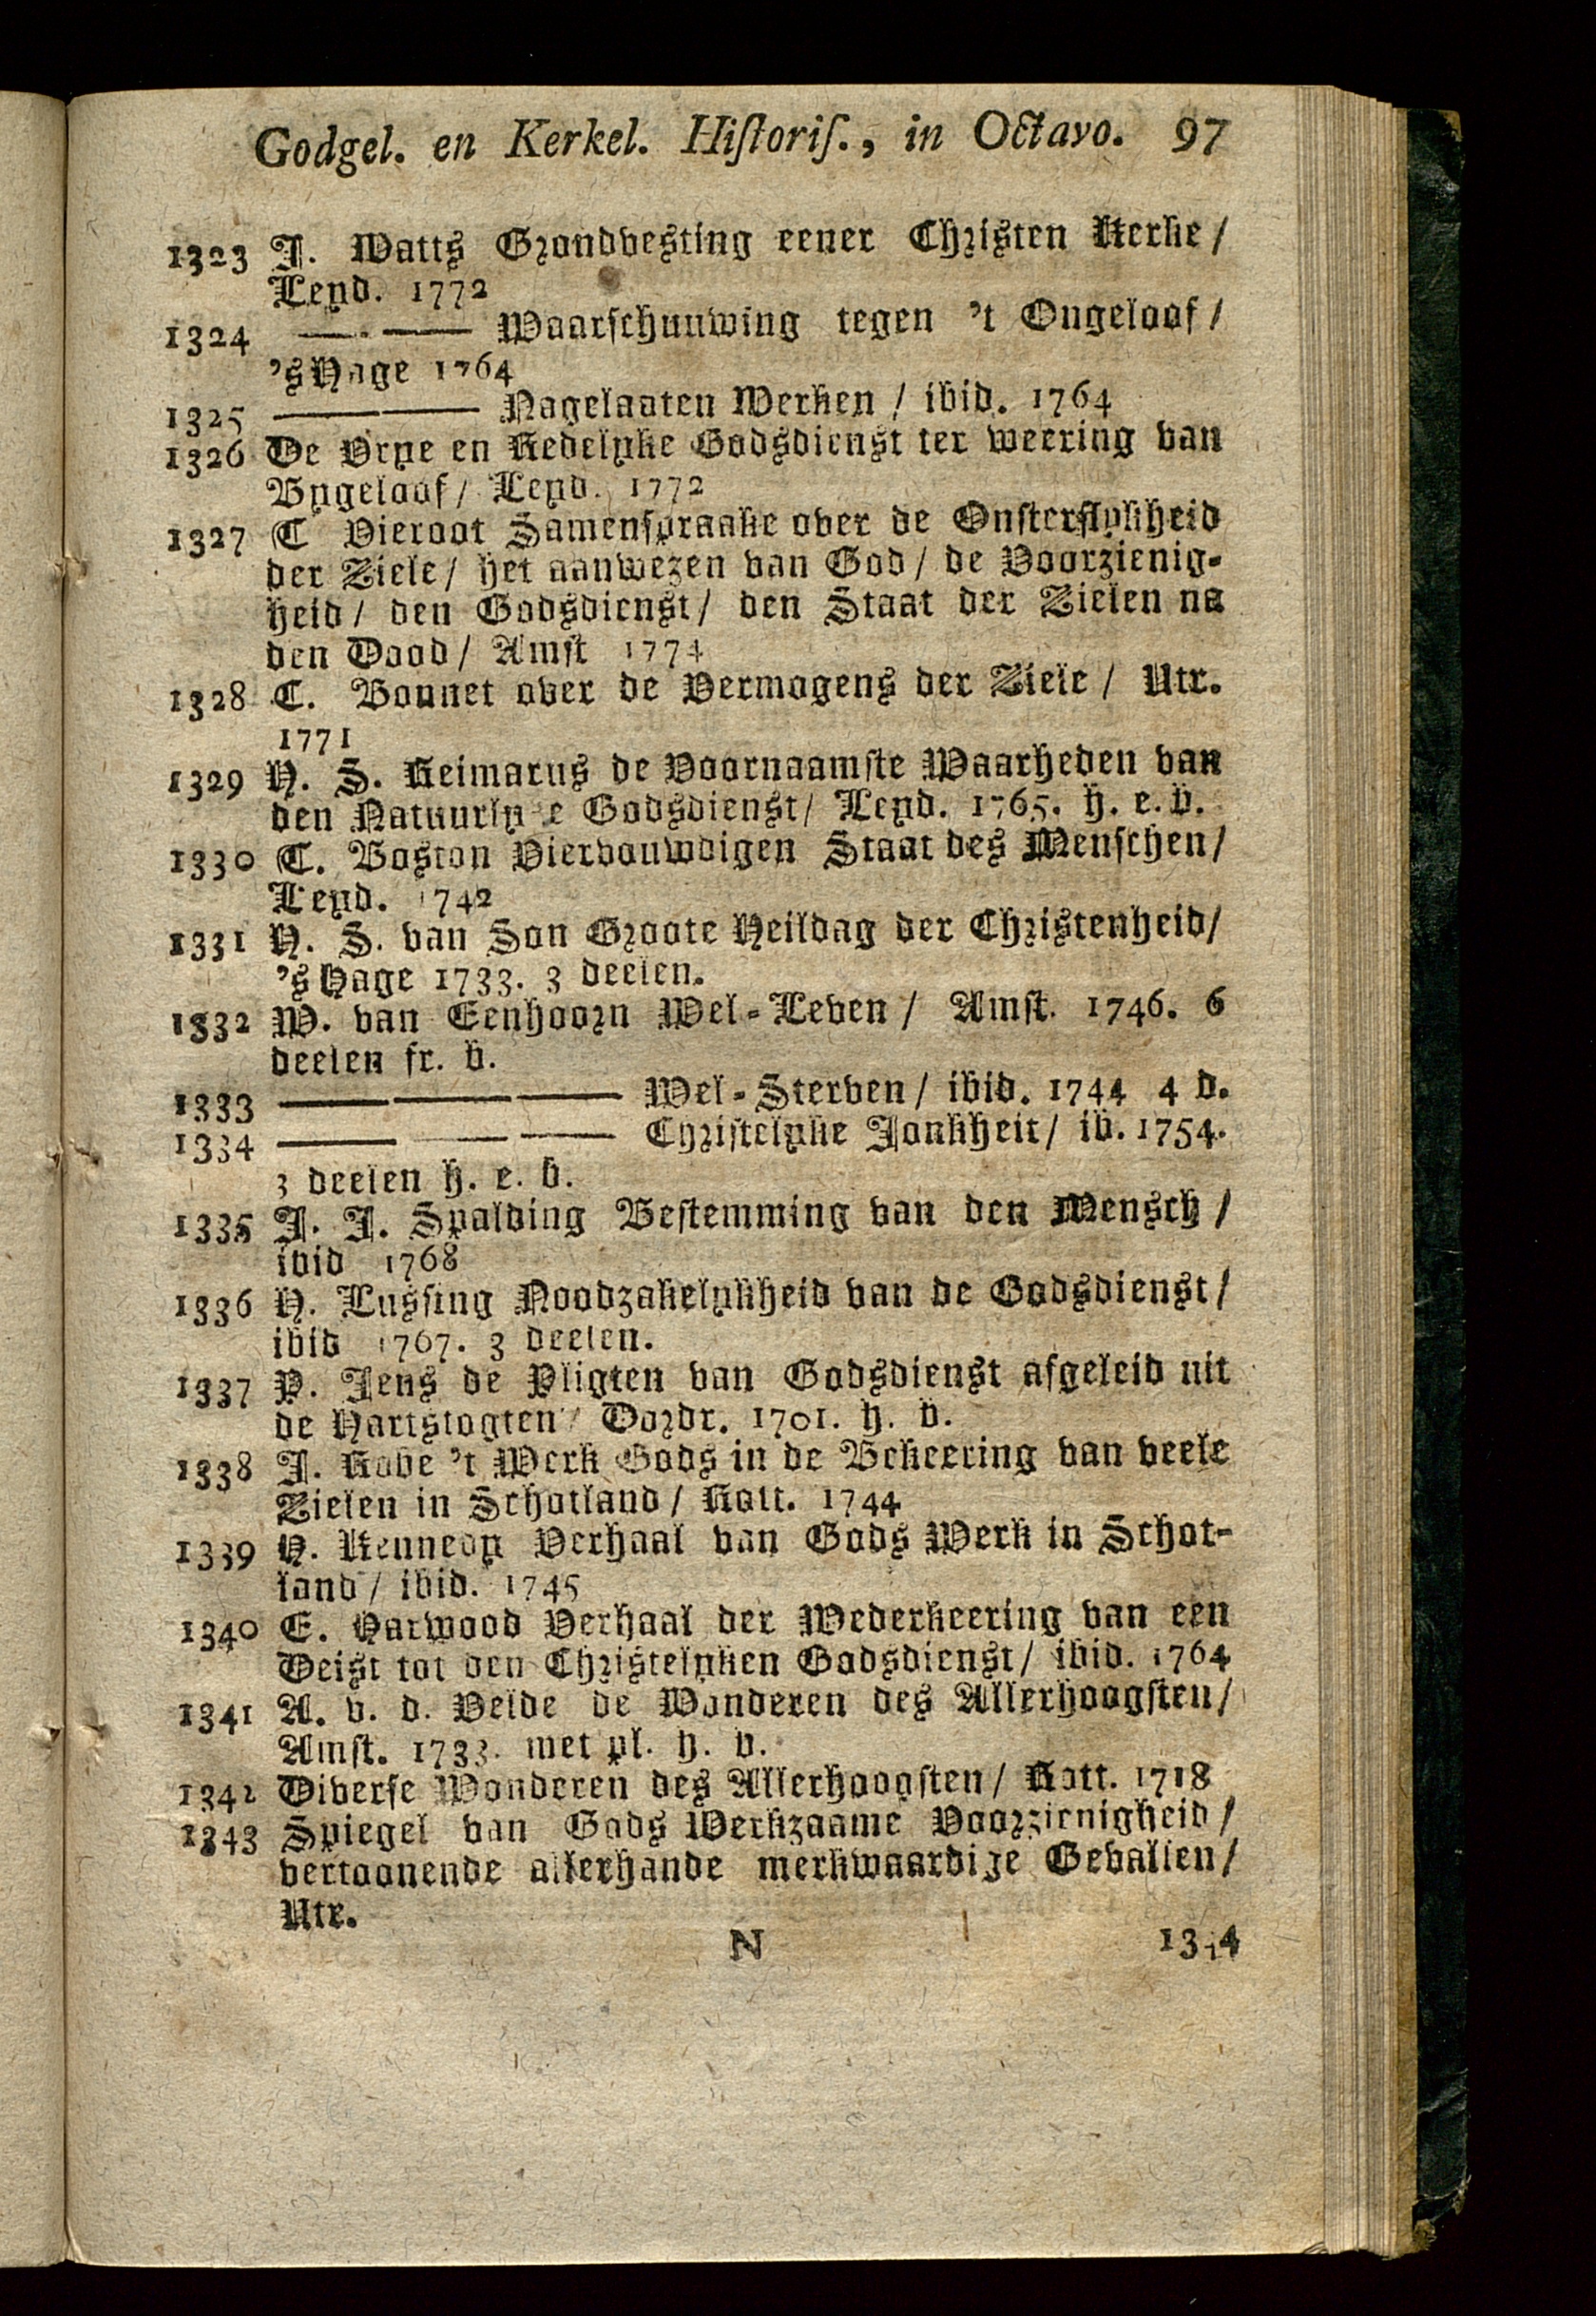 Godgel. en Kerkel. Historis., in Octavo. 97
1323 J. Watts Grondvesting eener Christen Kerke /
Leyd. 1772
1324 —— —— Waarschuuwing tegen 't Ongeloof /
'sHage 1764
1325 —— —— Nagelaaten Werken / ibid. 1764
1326 De Vrye en Redelyke Godsdienst ter weering van
Bygeloof / Leyd. 1772
1327 C Pieroot Samenspraake over de Onsterflykheid
der Ziele / het aanwezen van God / de Voorzienig-
heid / den Godsdienst / den Staat der Zielen na
den Dood / Amst 1774
1328 C. Bonnet over de Vermogens der Ziele / Utr.
1771
1329 H. S. Reimarus de Voornaamste Waarheden van
den Natuurly e Godsdienst / Leyd. 1765. h. e. b.
1330 C. Boston Viervouwdigen Staat des Menschen /
Leyd. 1742
1331 H. S. van Son Groote Heildag der Christenheid /
'sHage 1733. 3 deelen.
1332 W. van Eenhoorn Wel-Leven / Amst. 1746. 6
deelen fr. b.
1333 —— —— —— Wel-Sterven / ibid. 1744 4 d.
1334 —— —— —— Christelyke Jonkheit / ib. 1754.
3 deelen h. e. b.
1335 J. J. Spalding Bestemming van den Mensch /
ibid 1768
1336 H. Lussing Noodzakelykheid van de Godsdienst /
ibid 1767. 3 deelen.
1337 P. Jens de Pligten van Godsdienst afgeleid uit
de Hartstogten / Dordr. 1701. h. b.
1338 J. Robe 't Werk Gods in de Bekeering van veele
Zielen in Schotland / Rott. 1744
1339 H. Kennedy Verhaal van Gods Werk in Schot-
land / ibid. 1745
1340 E. Harwood Verhaal der Wederkeering van een
Deist tot den Christelyken Godsdienst / ibid. 1764
1341 A. v. d. Velde de Wonderen des Allerhoogsten /
Amst. 1733. met pl. h. b.
1342 Diverse Wonderen des Allerhoogsten / Rott. 1718
1343 Spiegel van Gods Werkzaame Voorzienigheid /
vertoonende allerhande merkwaardige Gevallen /
Utr.
N 1344